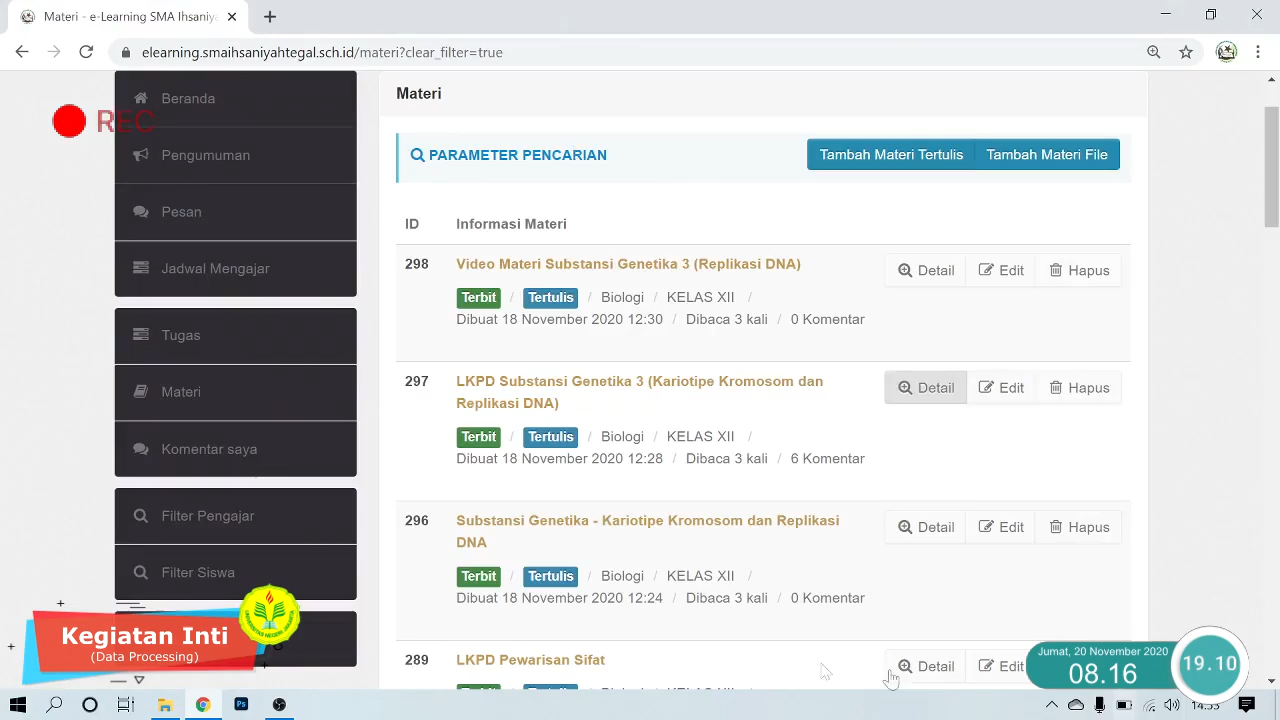 Materi - e-Learning SMA Ihsani
elearning.smaihsaniyahtegal.sch.id/materi?clear_filter=true
REC
Beranda
Pengumuman
Pesan
Jadwal Mengajar
Tugas
Materi
Komentar saya
Filter Pengajar
Filter Siswa
Materi
PARAMETER PENCARIAN
Tambah Materi Tertulis Tambah Materi File
ID Informasi Materi
298 Video Materi Substansi Genetika 3 (Replikasi DNA)
Detail Edit Hapus
Terbit / Tertulis / Biologi / KELAS XII /
Dibuat 18 November 2020 12:30 / Dibaca 3 kali / 0 Komentar
297 LKPD Substansi Genetika 3 (Kariotipe Kromosom dan
Replikasi DNA)
Detail Edit Hapus
Terbit / Tertulis / Biologi / KELAS XII /
Dibuat 18 November 2020 12:28 / Dibaca 3 kali / 6 Komentar
296 Substansi Genetika - Kariotipe Kromosom dan Replikasi
DNA
Detail Edit Hapus
Terbit / Tertulis / Biologi / KELAS XII /
Dibuat 18 November 2020 12:24 / Dibaca 3 kali / 0 Komentar
289 LKPD Pewarisan Sifat
Detail Edit
Kegiatan Inti
(Data Processing)
Jumat, 20 November 2020
08.16
19.10
Ps